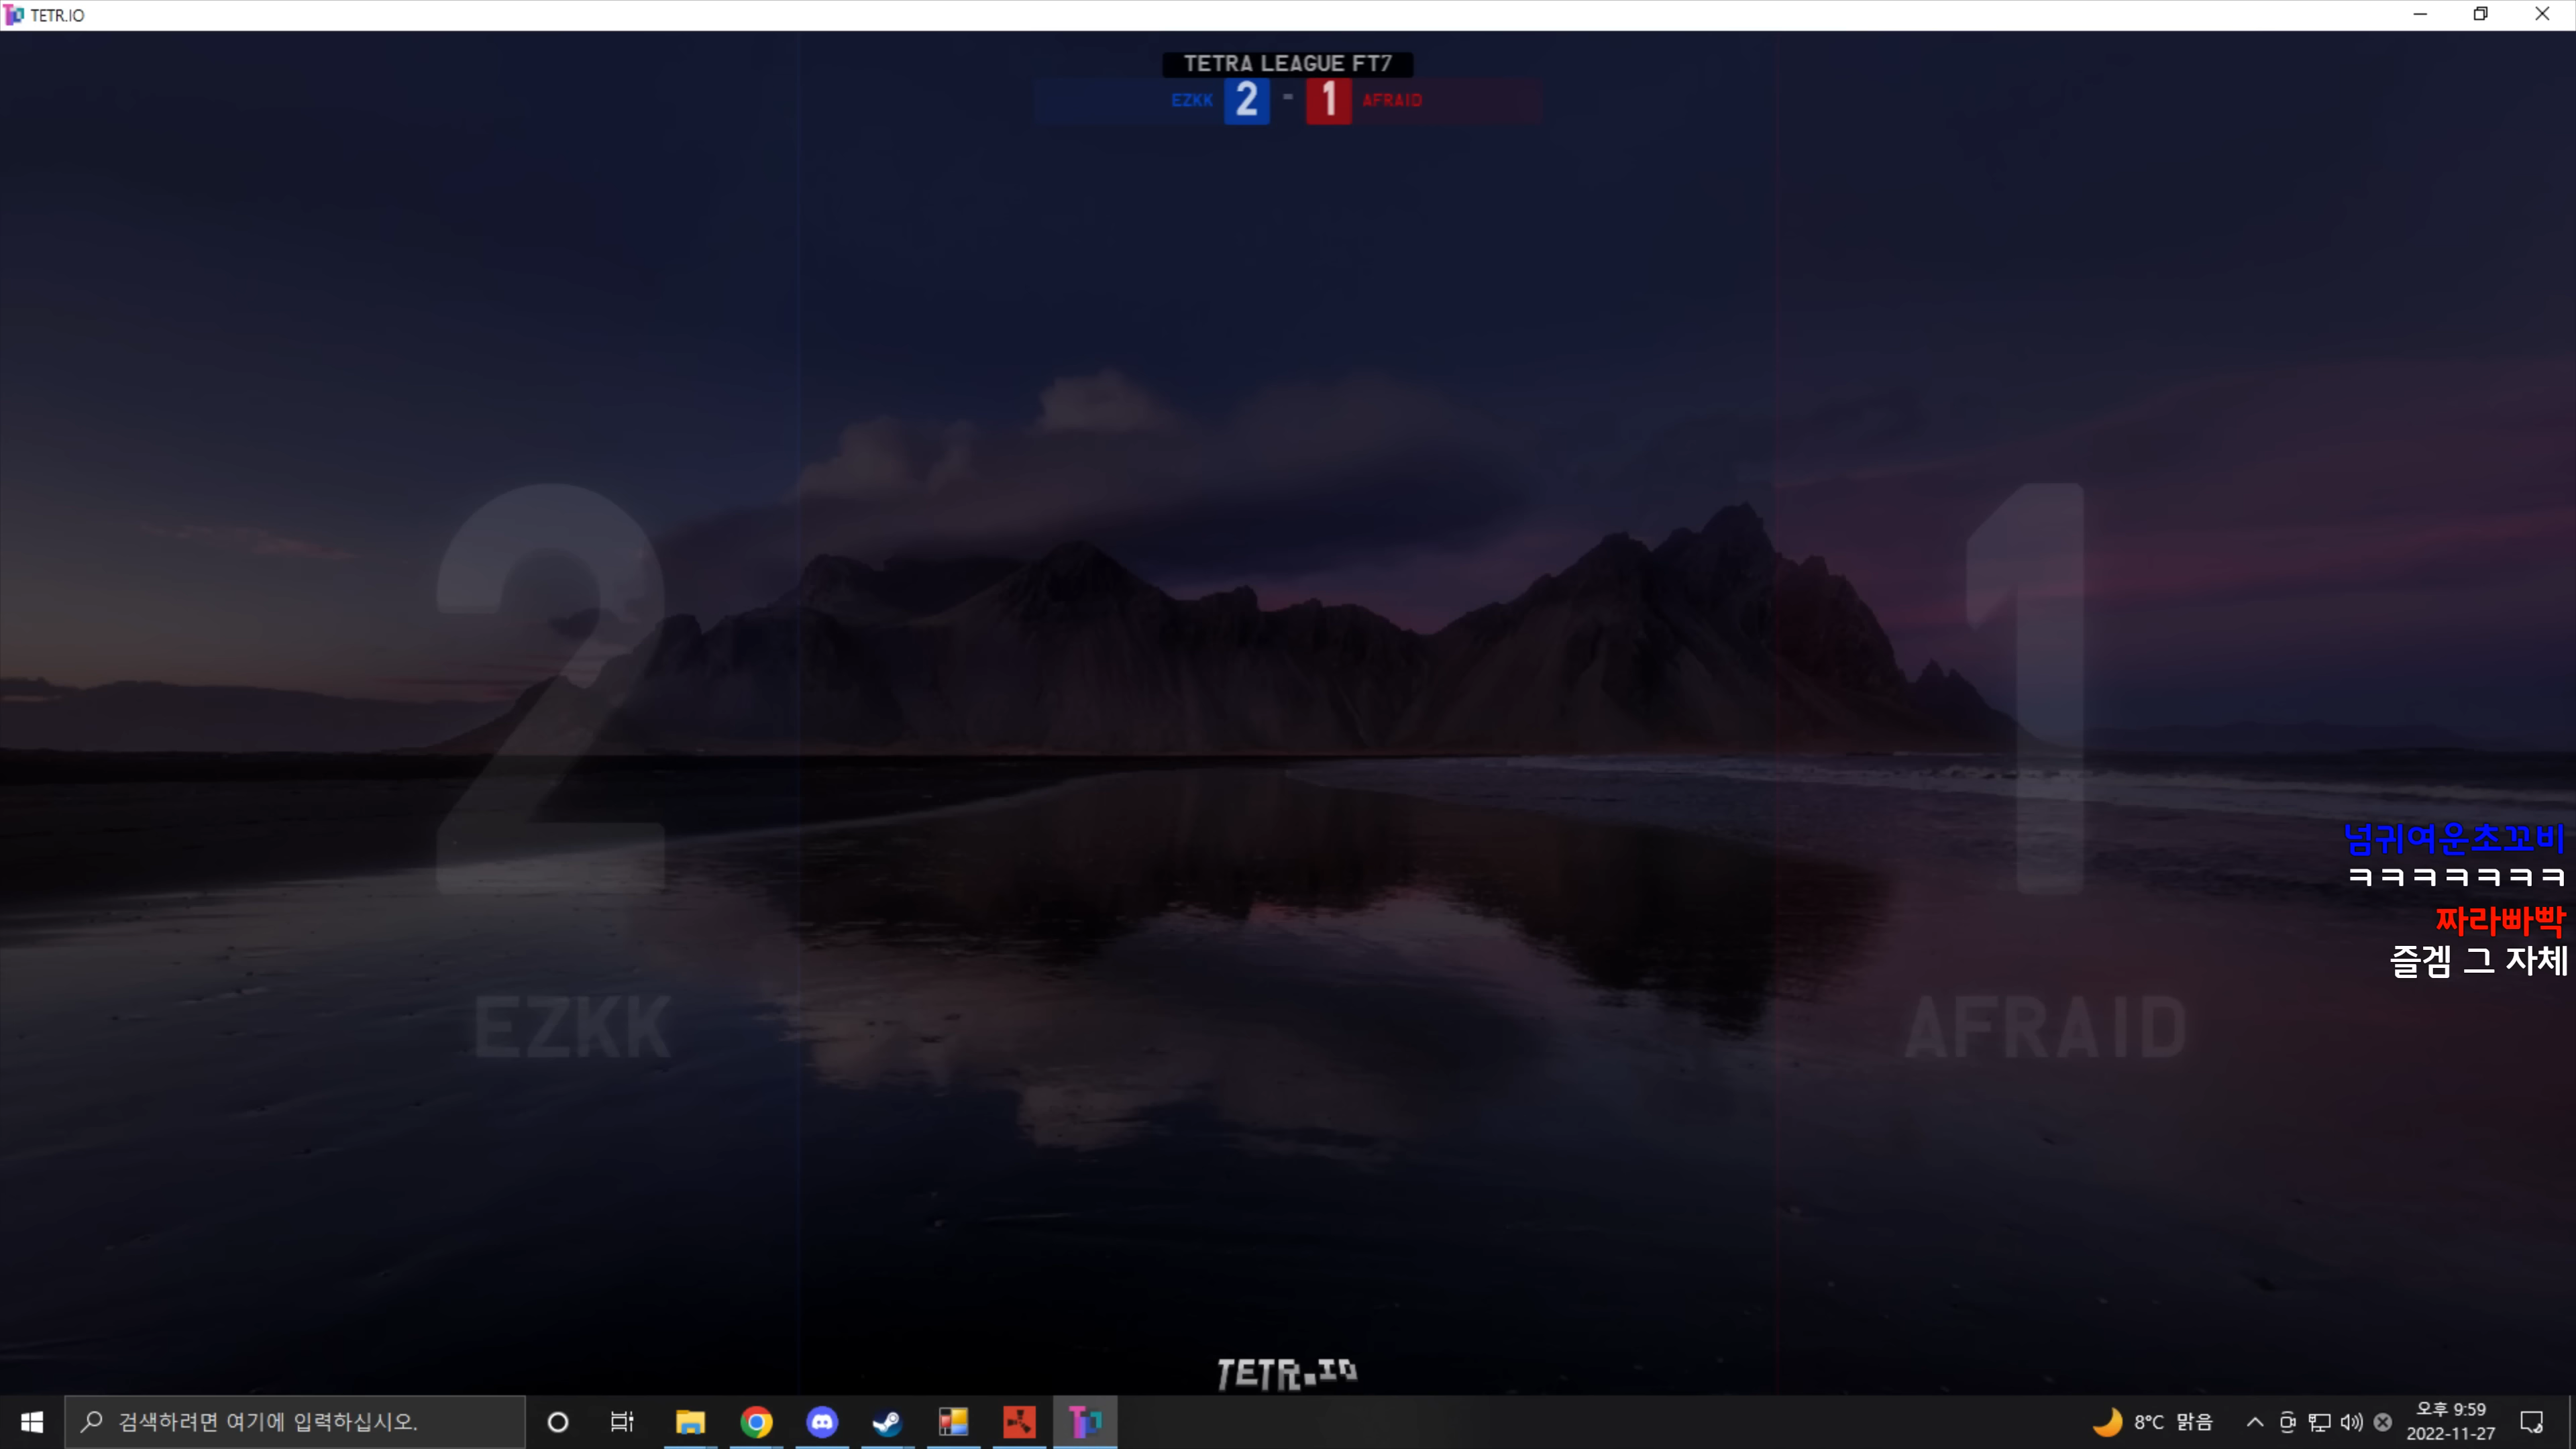 TETR.IO
TETRA LEAGUE FT7
EZKK 2 - 1 AFRAID
2
1
넘귀여운초꼬비
ㅋㅋㅋㅋㅋㅋㅋ
짜라빠빡
즐겜 그 자체
EZKK
AFRAID
TETR.IO
검색하려면 여기에 입력하십시오.
8°C 맑음
오후 9:59
2022-11-27